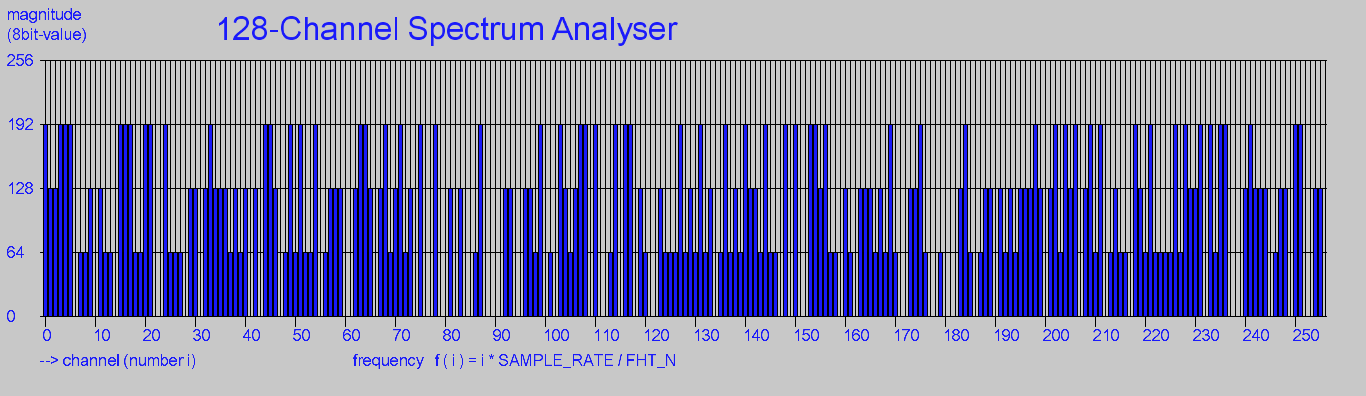 magnitude
(8bit-value)
128-Channel Spectrum Analyser
256
192
128
64
0
0 10 20 30 40 50 60 70 80 90 100 110 120 130 140 150 160 170 180 190 200 210 220 230 240 250
--> channel (number i)
frequency f ( i ) = i * SAMPLE_RATE / FHT_N